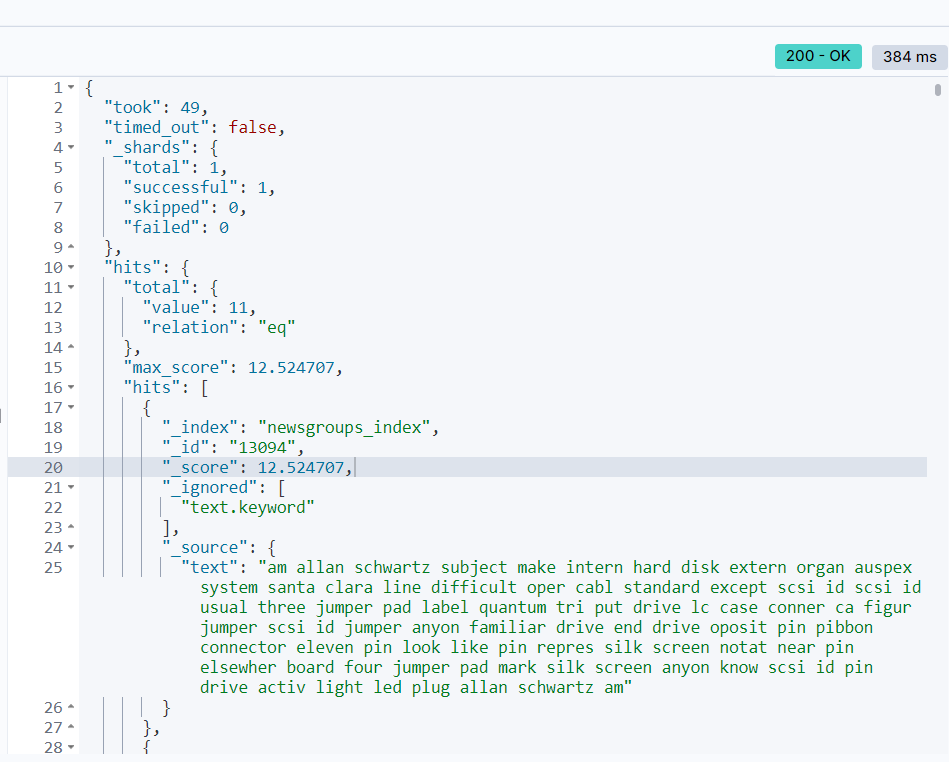 200 - OK 384 ms
1 {
2 "took": 49,
3 "timed_out": false,
4 "_shards": {
5 "total": 1,
6 "successful": 1,
7 "skipped": 0,
8 "failed": 0
9 },
10 "hits": {
11 "total": {
12 "value": 11,
13 "relation": "eq"
14 },
15 "max_score": 12.524707,
16 "hits": [
17 {
18 "_index": "newsgroups_index",
19 "_id": "13094",
20 "_score": 12.524707,
21 "_ignored": [
22 "text.keyword"
23 ],
24 "_source": {
25 "text": "am allan schwartz subject make intern hard disk extern organ auspex
system santa clara line difficult oper cabl standard except scsi id scsi id
usual three jumper pad label quantum tri put drive lc case conner ca figur
jumper scsi id jumper anyon familiar drive end drive oposit pin pibbon
connector eleven pin look like pin repres silk screen notat near pin
elsewher board four jumper pad mark silk screen anyon know scsi id pin
drive activ light led plug allan schwartz am"
26 }
27 },
28 {